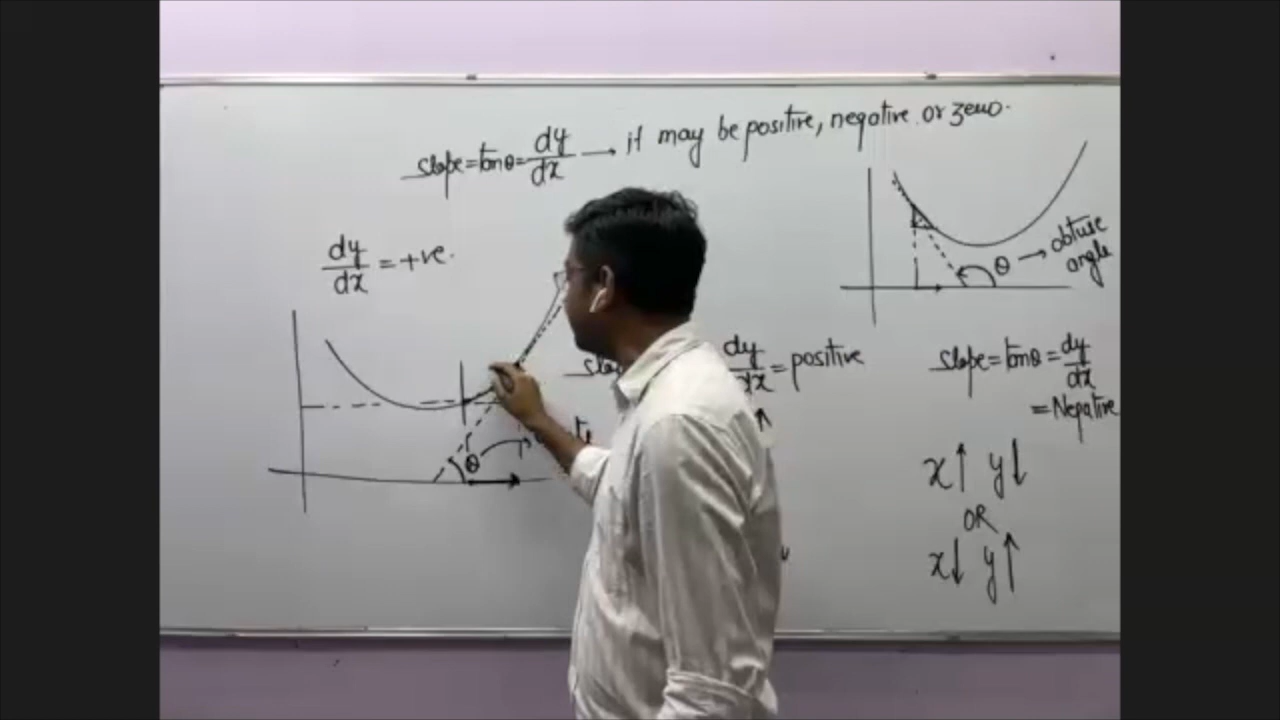 slope=tanθ=dy/dx → it may be positive, negative or zero.
dy/dx = +ve.
θ
θ → obtuse
angle
dy/dx = positive
slope=tanθ=dy/dx
= Negative
x↑ y↓
OR
x↓ y↑